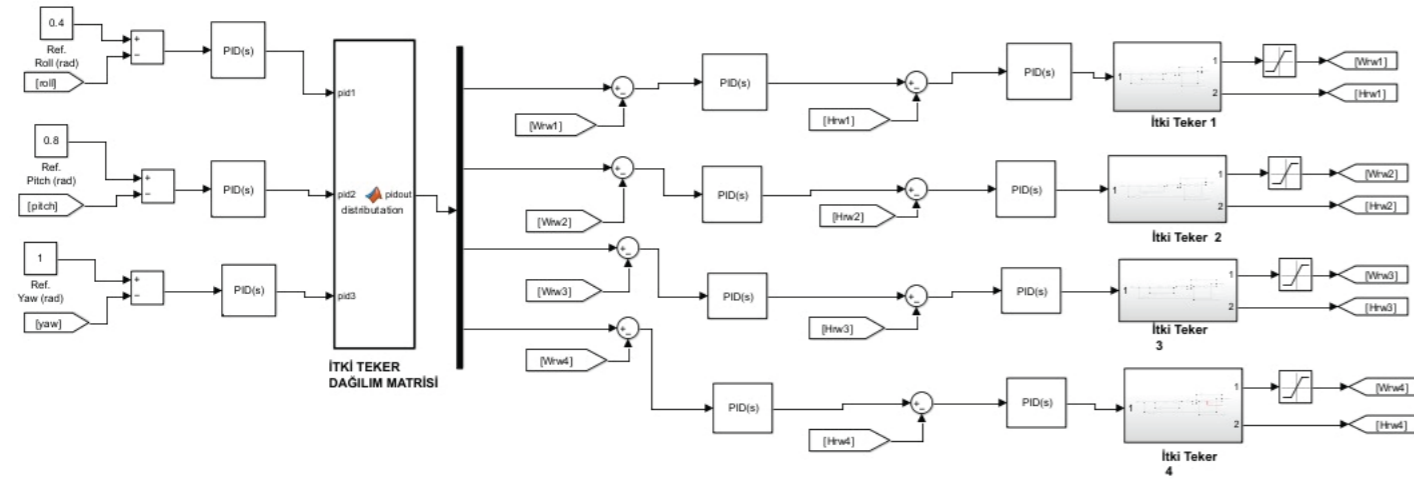 0.4
Ref.
Roll (rad)
[roll]
+
−
PID(s)
0.8
Ref.
Pitch (rad)
[pitch]
+
−
PID(s)
1
Ref.
Yaw (rad)
[yaw]
+
−
PID(s)
pid1
pid2
pidout
distributation
pid3
İTKİ TEKER
DAĞILIM MATRİSİ
[Wrw1]
+
−
PID(s)
[Hrw1]
+
−
PID(s)
1
1
2
İtki Teker 1
[Wrw1]
[Hrw1]
[Wrw2]
+
−
PID(s)
[Hrw2]
+
−
PID(s)
1
1
2
İtki Teker 2
[Wrw2]
[Hrw2]
[Wrw3]
+
−
PID(s)
[Hrw3]
+
−
PID(s)
1
1
2
İtki Teker
3
[Wrw3]
[Hrw3]
[Wrw4]
+
−
PID(s)
[Hrw4]
+
−
PID(s)
1
1
2
İtki Teker
4
[Wrw4]
[Hrw4]